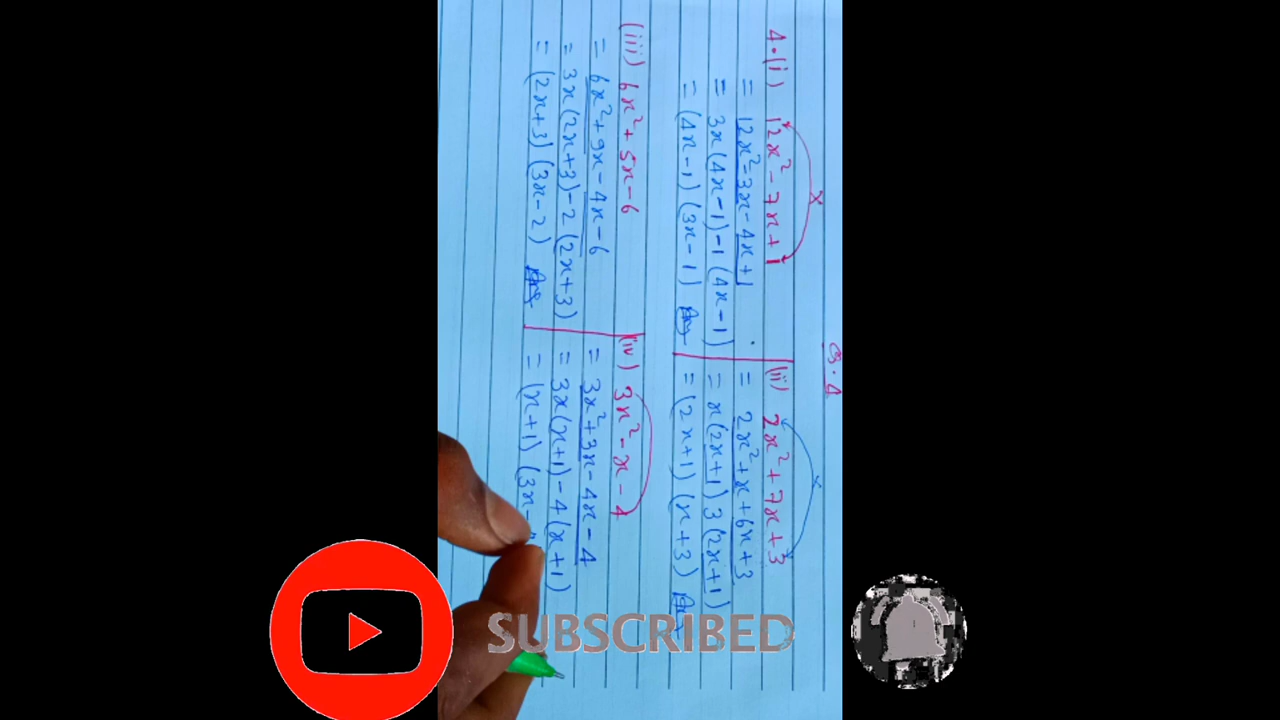 9.4
4.(i) 12x² - 7x + 1
= 12x² - 3x - 4x + 1
= 3x(4x - 1) - 1(4x - 1)
= (4x - 1)(3x - 1) Ans
(ii) 2x² + 7x + 3
= 2x² + x + 6x + 3
= x(2x + 1) 3(2x + 1)
= (2x + 1)(x + 3) Ans
(iii) 6x² + 5x - 6
= 6x² + 9x - 4x - 6
= 3x(2x + 3) - 2(2x + 3)
= (2x + 3)(3x - 2) Ans
(iv) 3x² - x - 4
= 3x² + 3x - 4x - 4
= 3x(x + 1) - 4(x + 1)
= (x + 1)(3x -
SUBSCRIBED